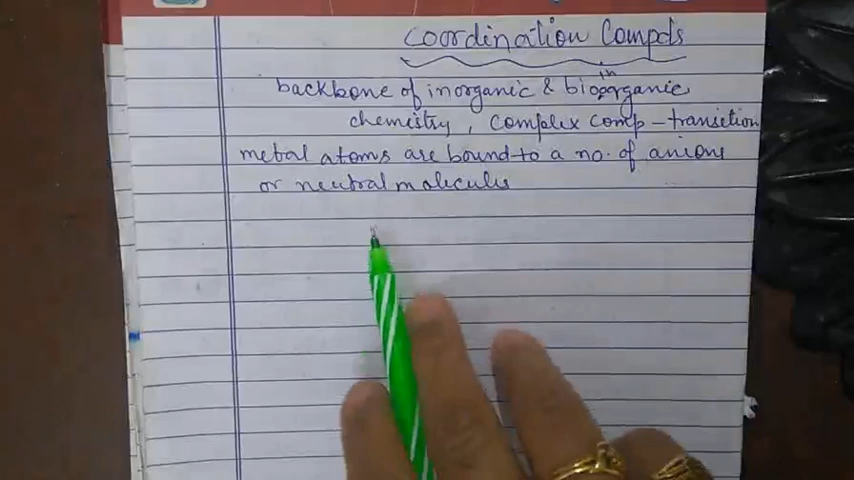 Coordination Compds
backbone of inorganic & bioinorganic
chemistry, complex comp - transition
metal atoms are bound to a no. of anions
or neutral molecules